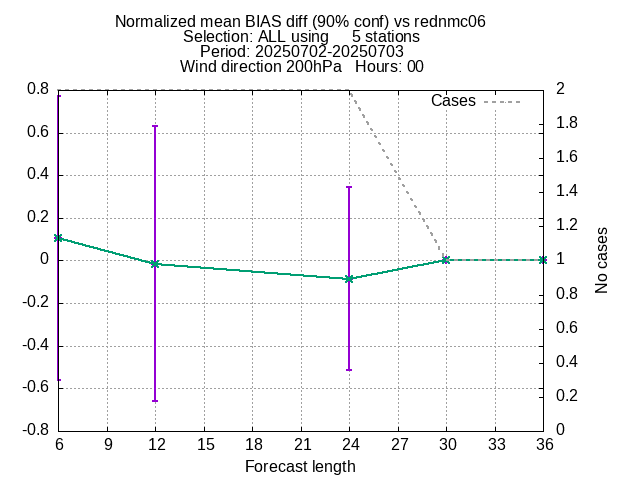 Normalized mean BIAS diff (90% conf) vs rednmc06
Selection: ALL using     5 stations
Period: 20250702-20250703
Wind direction 200hPa   Hours: 00
Cases
0.8
0.6
0.4
0.2
0
-0.2
-0.4
-0.6
-0.8
2
1.8
1.6
1.4
1.2
1
0.8
0.6
0.4
0.2
0
No cases
6 9 12 15 18 21 24 27 30 33 36
Forecast length